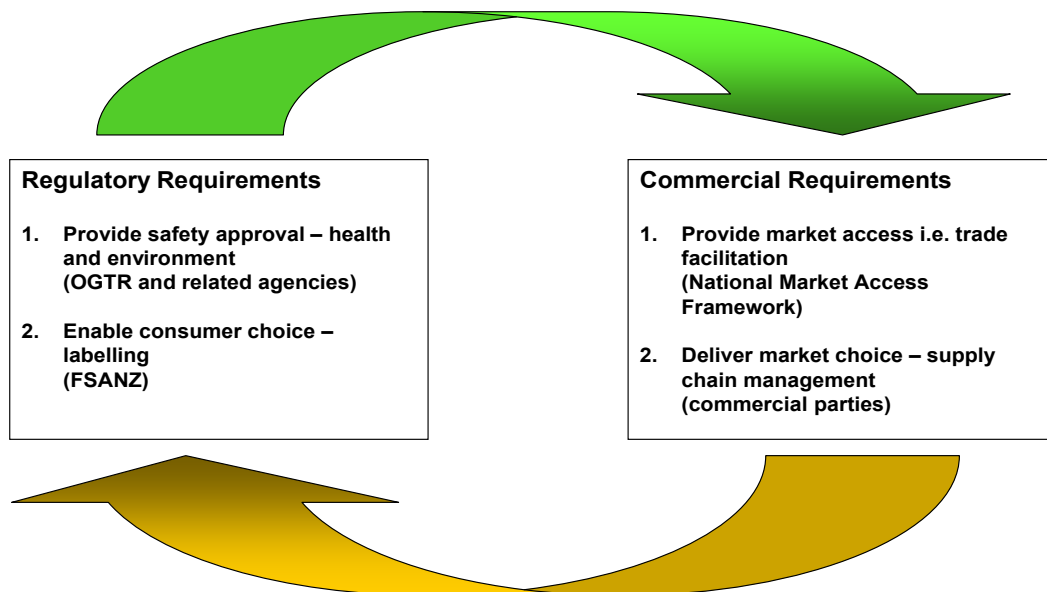 Regulatory Requirements
1. Provide safety approval – health
and environment
(OGTR and related agencies)
2. Enable consumer choice –
labelling
(FSANZ)
Commercial Requirements
1. Provide market access i.e. trade
facilitation
(National Market Access
Framework)
2. Deliver market choice – supply
chain management
(commercial parties)